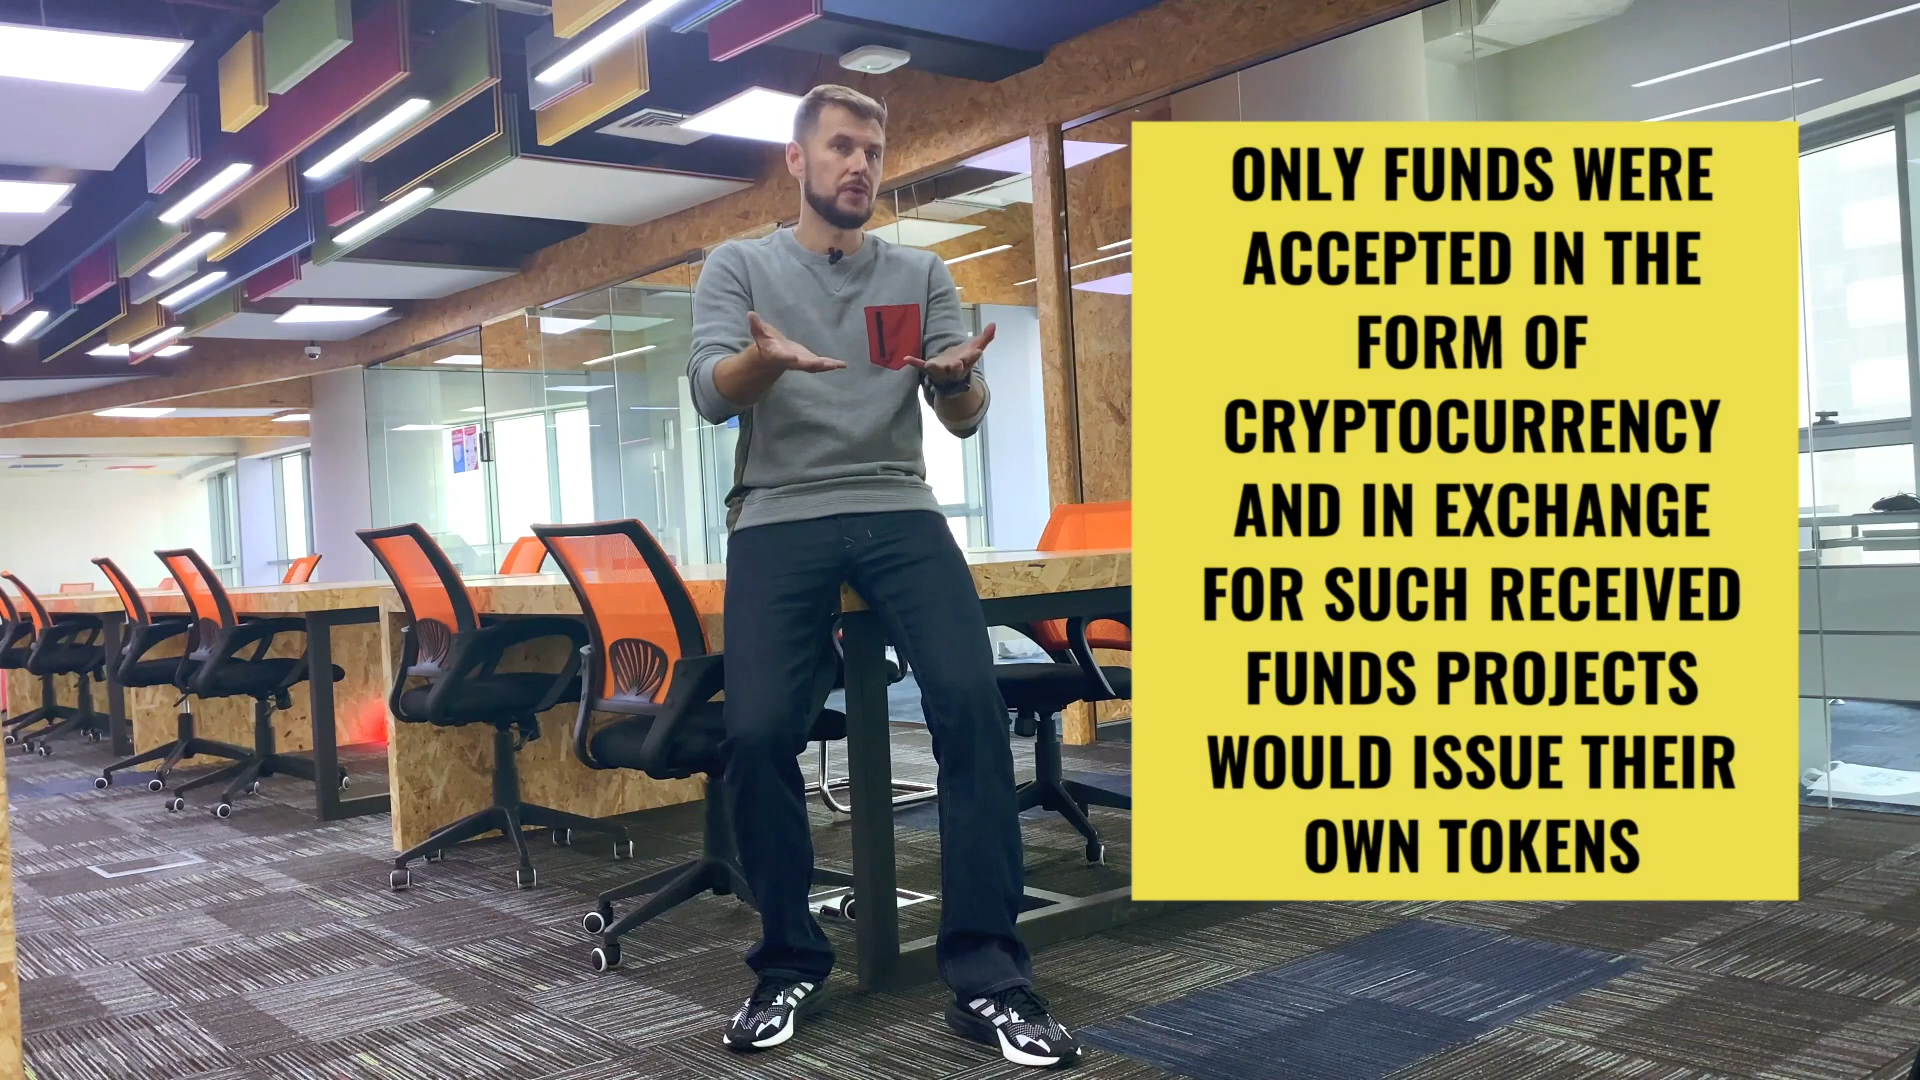 ONLY FUNDS WERE
ACCEPTED IN THE
FORM OF
CRYPTOCURRENCY
AND IN EXCHANGE
FOR SUCH RECEIVED
FUNDS PROJECTS
WOULD ISSUE THEIR
OWN TOKENS